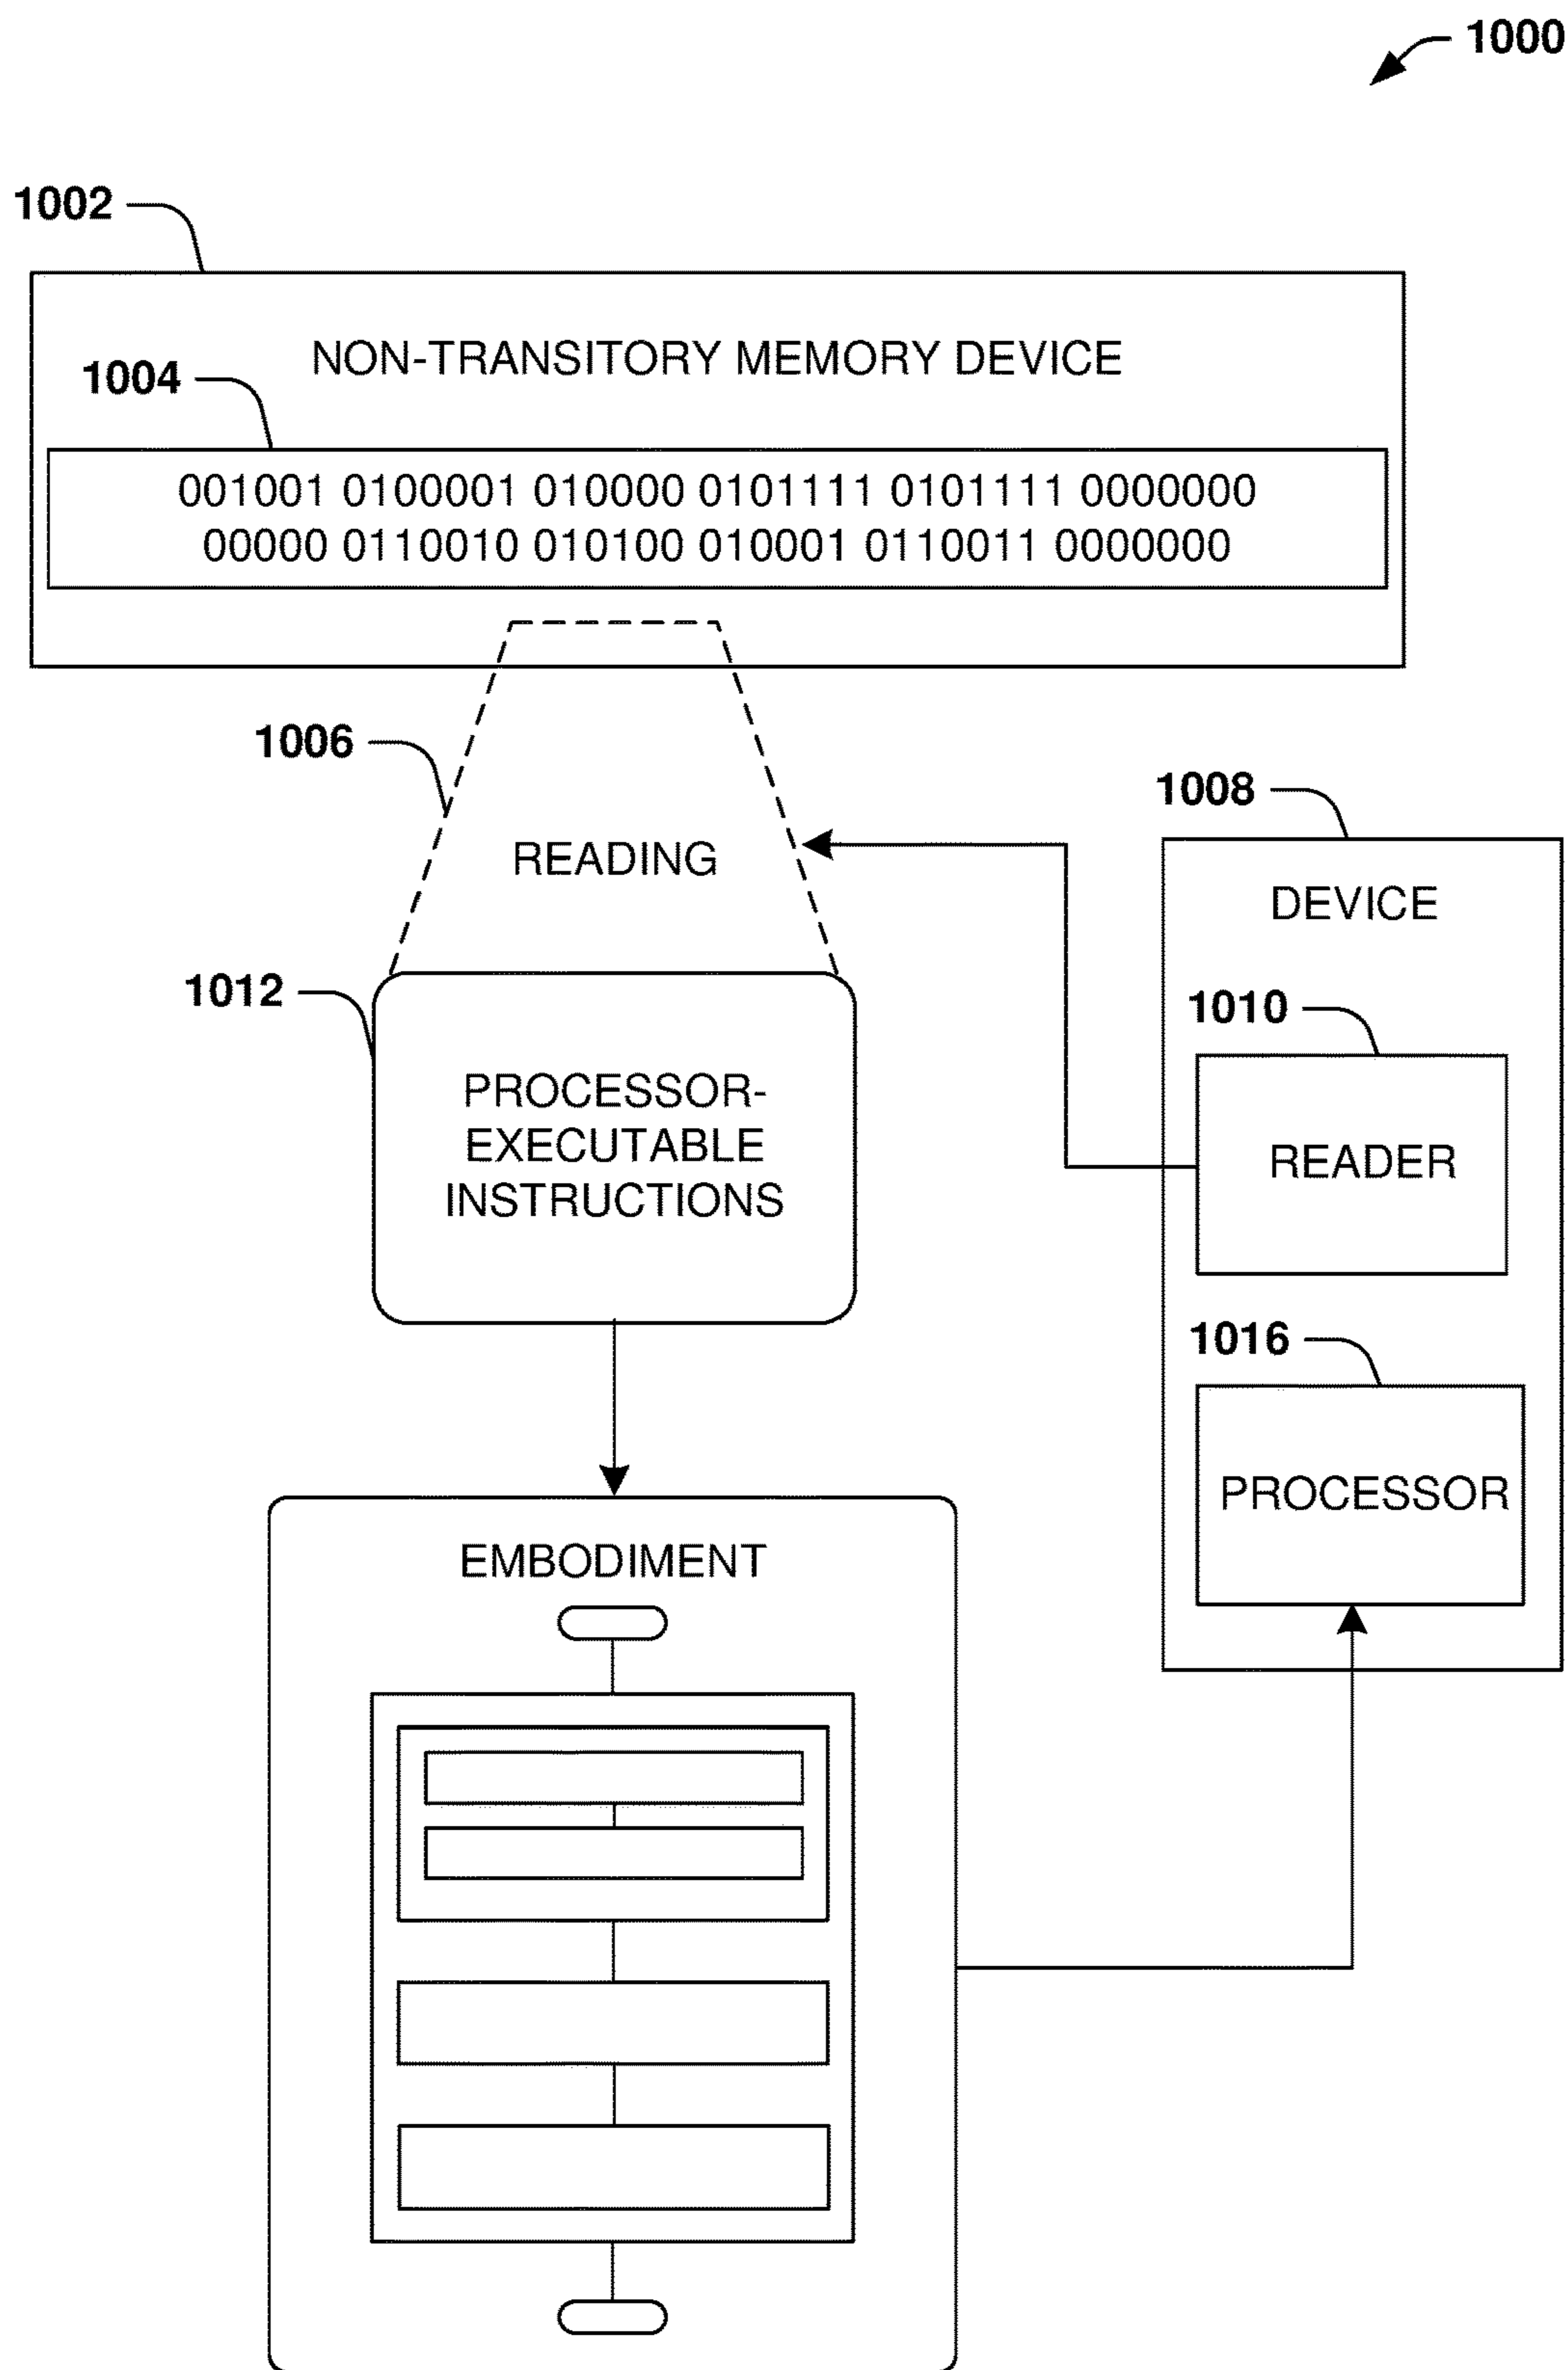 1000
1002
NON-TRANSITORY MEMORY DEVICE
1004
001001 0100001 010000 0101111 0101111 0000000
00000 0110010 010100 010001 0110011 0000000
1006
READING
1008
DEVICE
1010
READER
1012
PROCESSOR-
EXECUTABLE
INSTRUCTIONS
1016
PROCESSOR
EMBODIMENT